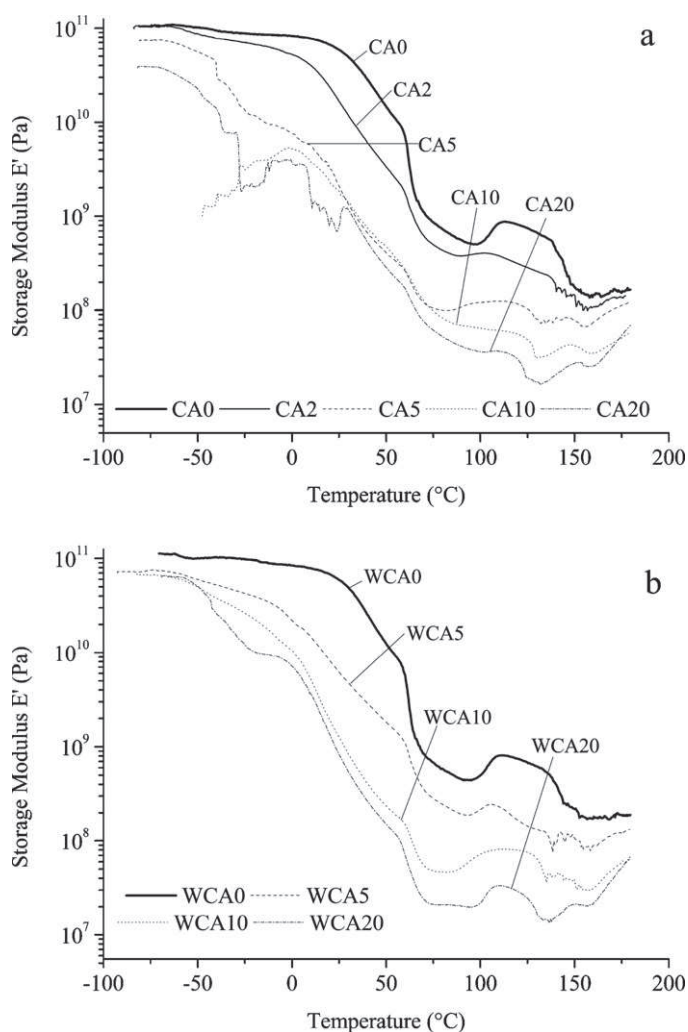 a
10¹¹
10¹⁰
10⁹
10⁸
10⁷
Storage Modulus E' (Pa)
CA0
CA2
CA5
CA10
CA20
CA0 CA2 CA5 CA10 CA20
-100 -50 0 50 100 150 200
Temperature (°C)
b
10¹¹
10¹⁰
10⁹
10⁸
10⁷
Storage Modulus E' (Pa)
WCA0
WCA5
WCA10
WCA20
WCA0 WCA5
WCA10 WCA20
-100 -50 0 50 100 150 200
Temperature (°C)